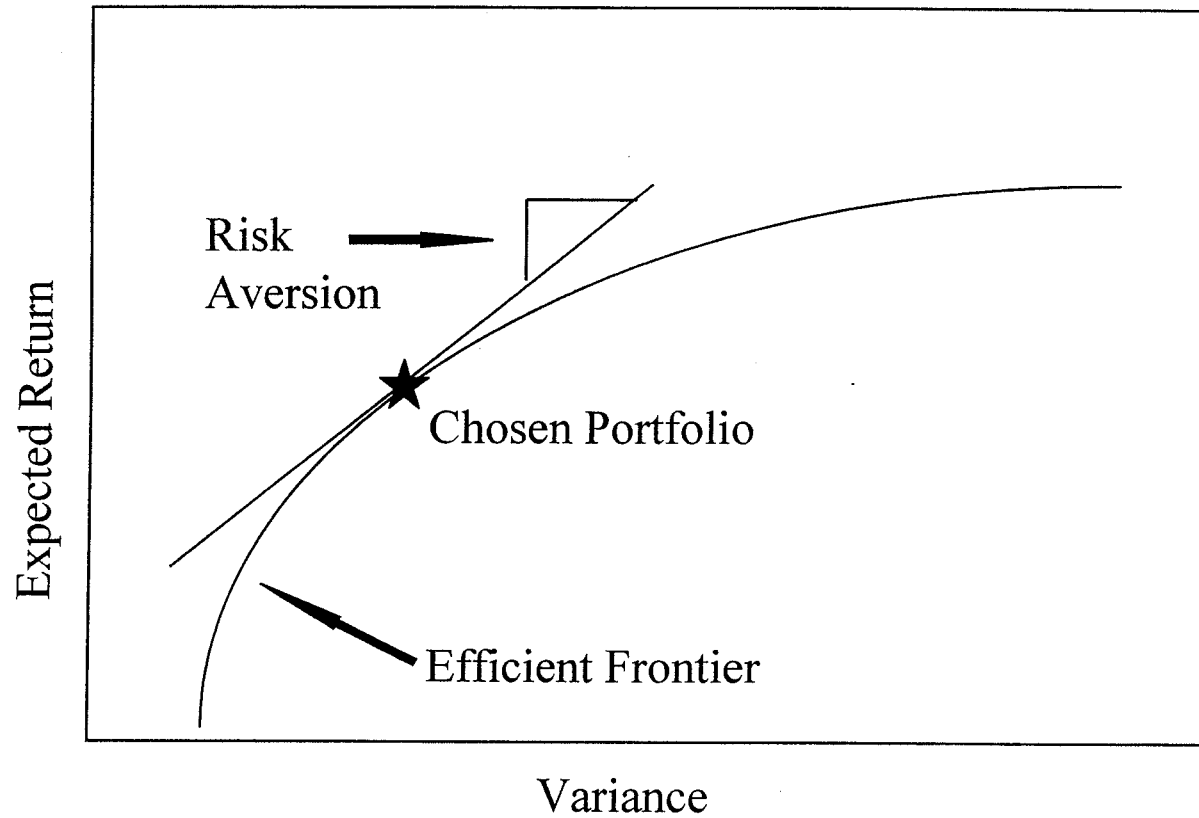 Risk
Aversion
Chosen Portfolio
Efficient Frontier
Expected Return
Variance